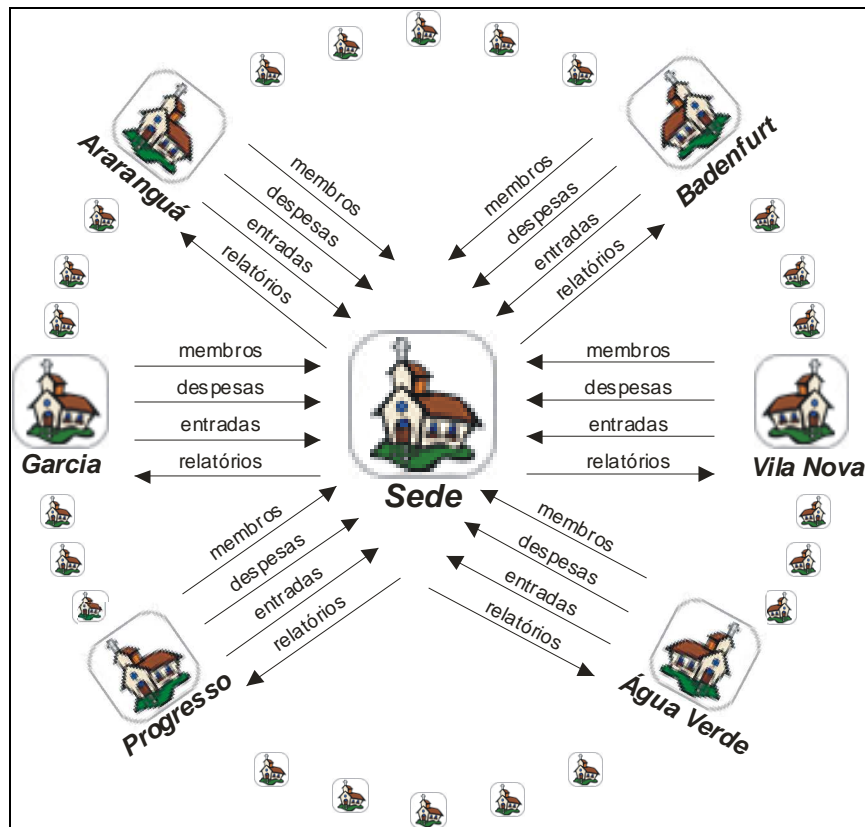 Araranguá
membros
despesas
entradas
relatórios
Badenfurt
membros
despesas
entradas
relatórios
Garcia
membros
despesas
entradas
relatórios
Sede
membros
despesas
entradas
relatórios
Vila Nova
Progresso
membros
despesas
entradas
relatórios
membros
despesas
entradas
relatórios
Água Verde